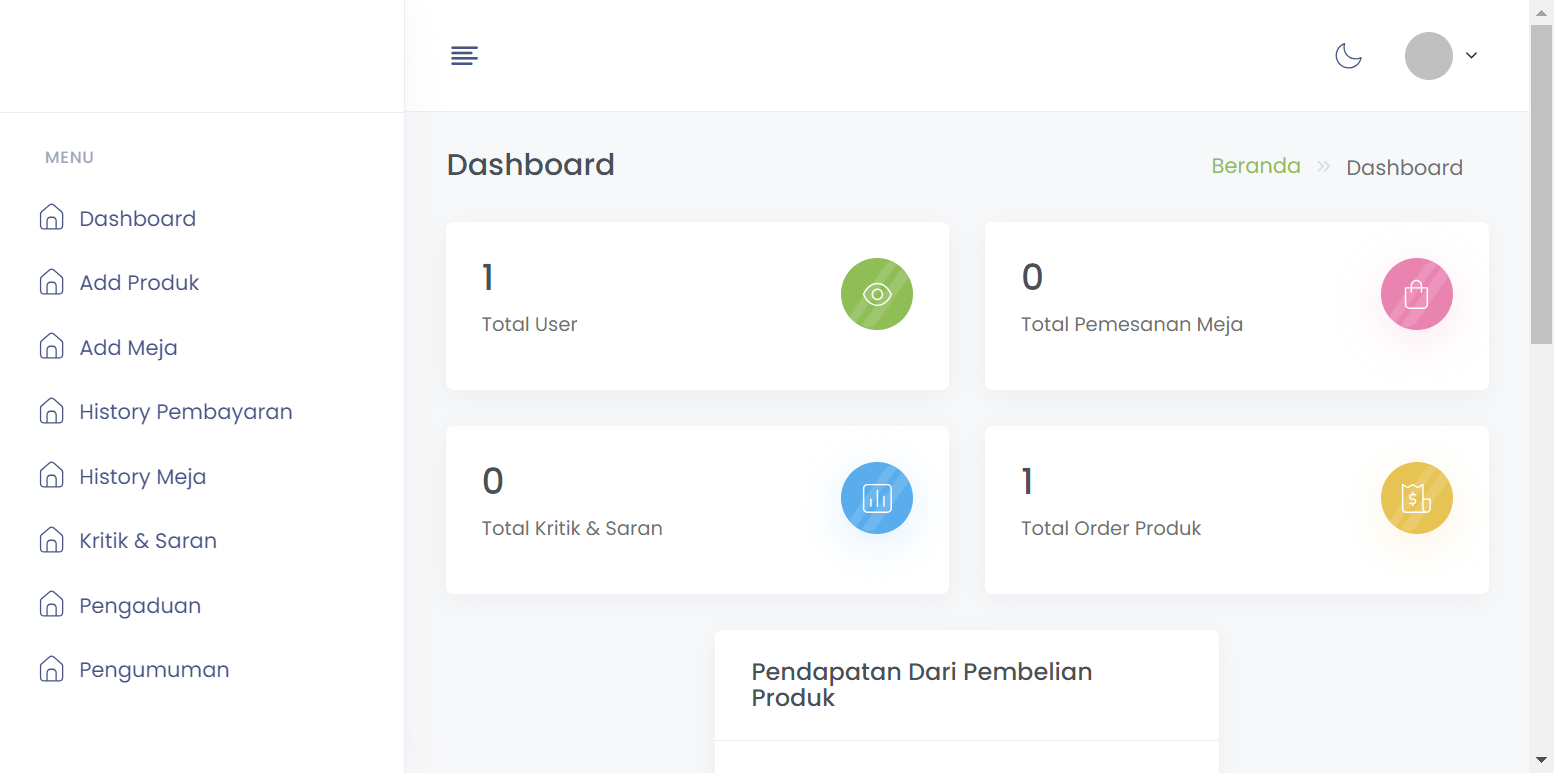 MENU
Dashboard
Add Produk
Add Meja
History Pembayaran
History Meja
Kritik & Saran
Pengaduan
Pengumuman
Dashboard
Beranda » Dashboard
1
Total User
0
Total Pemesanan Meja
0
Total Kritik & Saran
1
Total Order Produk
Pendapatan Dari Pembelian
Produk